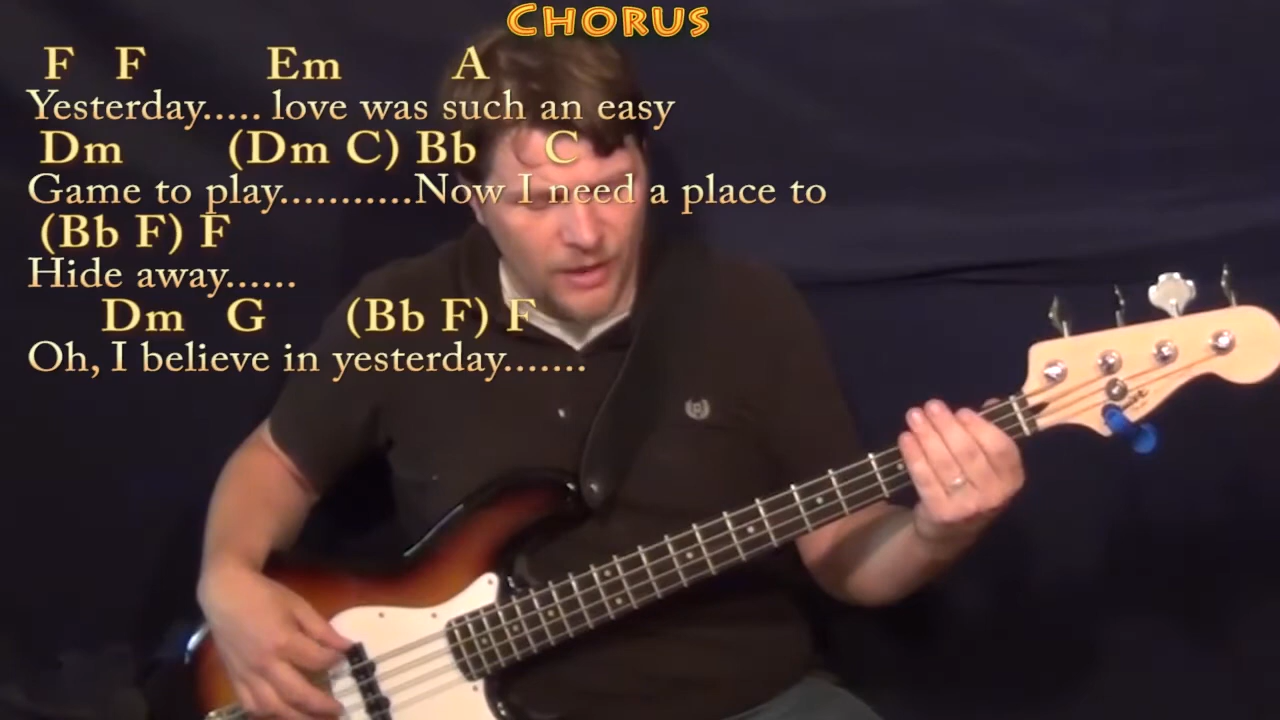 CHORUS
F F Em A
Yesterday..... love was such an easy
Dm (Dm C) Bb C
Game to play...........Now I need a place to
(Bb F) F
Hide away......
Dm G (Bb F) F
Oh, I believe in yesterday.......